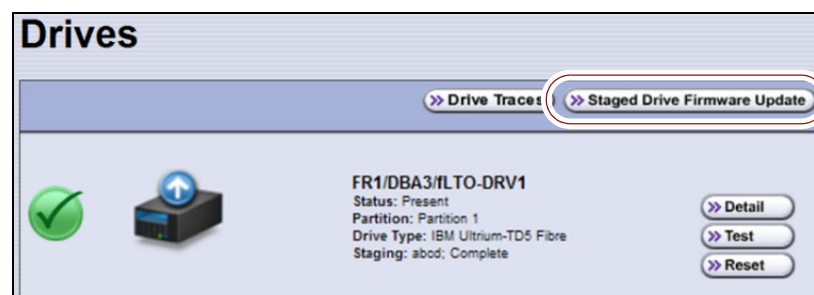 Drives
Drive Traces Staged Drive Firmware Update
FR1/DBA3/fLTO-DRV1
Status: Present
Partition: Partition 1
Drive Type: IBM Ultrium-TD5 Fibre
Staging: abcd; Complete
Detail
Test
Reset